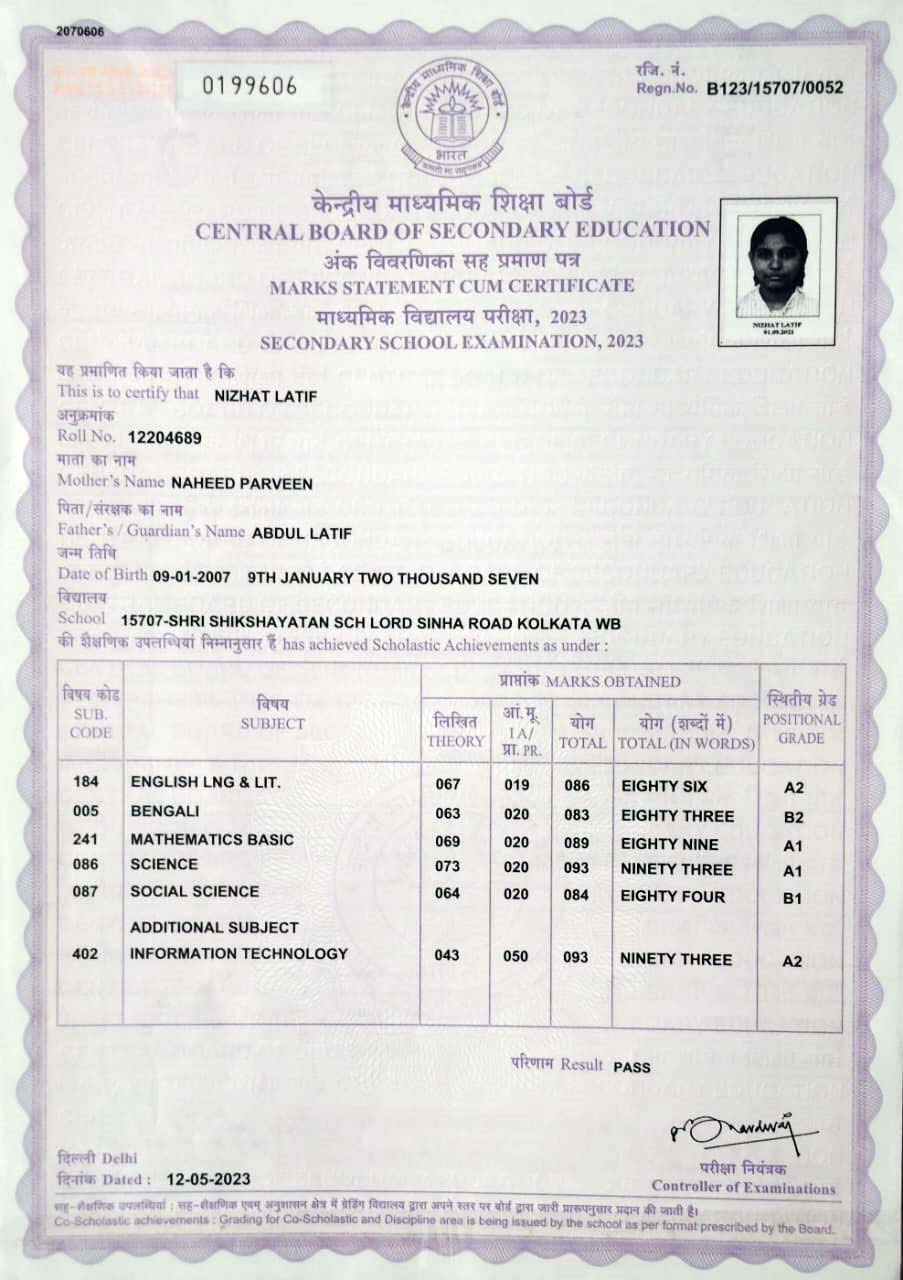 2070606
0199606
रजि. नं.
Regn.No. B123/15707/0052
केन्द्रीय माध्यमिक शिक्षा बोर्ड
भारत
केन्द्रीय माध्यमिक शिक्षा बोर्ड
CENTRAL BOARD OF SECONDARY EDUCATION
अंक विवरणिका सह प्रमाण पत्र
MARKS STATEMENT CUM CERTIFICATE
माध्यमिक विद्यालय परीक्षा, 2023
SECONDARY SCHOOL EXAMINATION, 2023
NIZHAT LATIF
01.09.2021
यह प्रमाणित किया जाता है कि
This is to certify that NIZHAT LATIF
अनुक्रमांक
Roll No. 12204689
माता का नाम
Mother's Name NAHEED PARVEEN
पिता/संरक्षक का नाम
Father's / Guardian's Name ABDUL LATIF
जन्म तिथि
Date of Birth 09-01-2007 9TH JANUARY TWO THOUSAND SEVEN
विद्यालय
School 15707-SHRI SHIKSHAYATAN SCH LORD SINHA ROAD KOLKATA WB
की शैक्षणिक उपलब्धियां निम्नानुसार हैं has achieved Scholastic Achievements as under :
विषय कोड SUB. CODE विषय SUBJECT प्राप्तांक MARKS OBTAINED स्थितीय ग्रेड POSITIONAL GRADE
लिखित THEORY आं.मू. IA/ प्रा. PR. योग TOTAL योग (शब्दों में) TOTAL (IN WORDS)
184 ENGLISH LNG & LIT. 067 019 086 EIGHTY SIX A2
005 BENGALI 063 020 083 EIGHTY THREE B2
241 MATHEMATICS BASIC 069 020 089 EIGHTY NINE A1
086 SCIENCE 073 020 093 NINETY THREE A1
087 SOCIAL SCIENCE 064 020 084 EIGHTY FOUR B1
ADDITIONAL SUBJECT
402 INFORMATION TECHNOLOGY 043 050 093 NINETY THREE A2
परिणाम Result PASS
दिल्ली Delhi
दिनांक Dated : 12-05-2023
परीक्षा नियंत्रक
Controller of Examinations
सह-शैक्षणिक उपलब्धियां : सह-शैक्षणिक एवम् अनुशासन क्षेत्र में ग्रेडिंग विद्यालय द्वारा अपने स्तर पर बोर्ड द्वारा जारी प्रारूपनुसार प्रदान की जाती है।
Co-Scholastic achievements : Grading for Co-Scholastic and Discipline area is being issued by the school as per format prescribed by the Board.